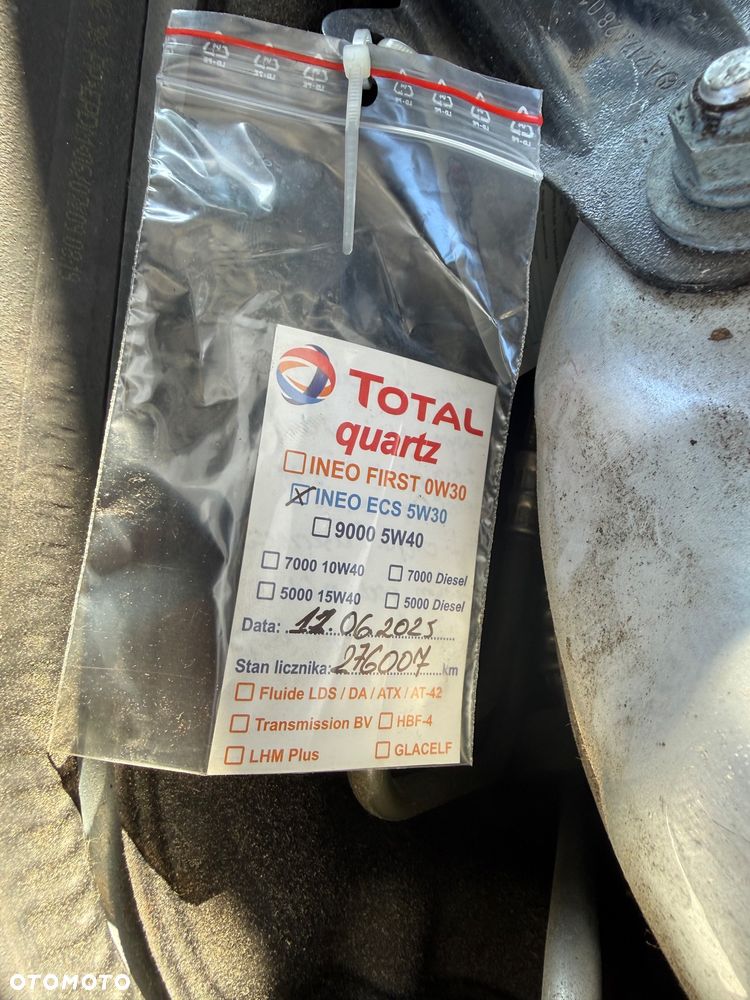 TOTAL
quartz
INEO FIRST 0W30
INEO ECS 5W30
9000 5W40
7000 10W40 7000 Diesel
5000 15W40 5000 Diesel
Data: 12.06.2025
Stan licznika: 276007 km
Fluide LDS / DA / ATX / AT-42
Transmission BV HBF-4
LHM Plus GLACELF
OTOMOTO